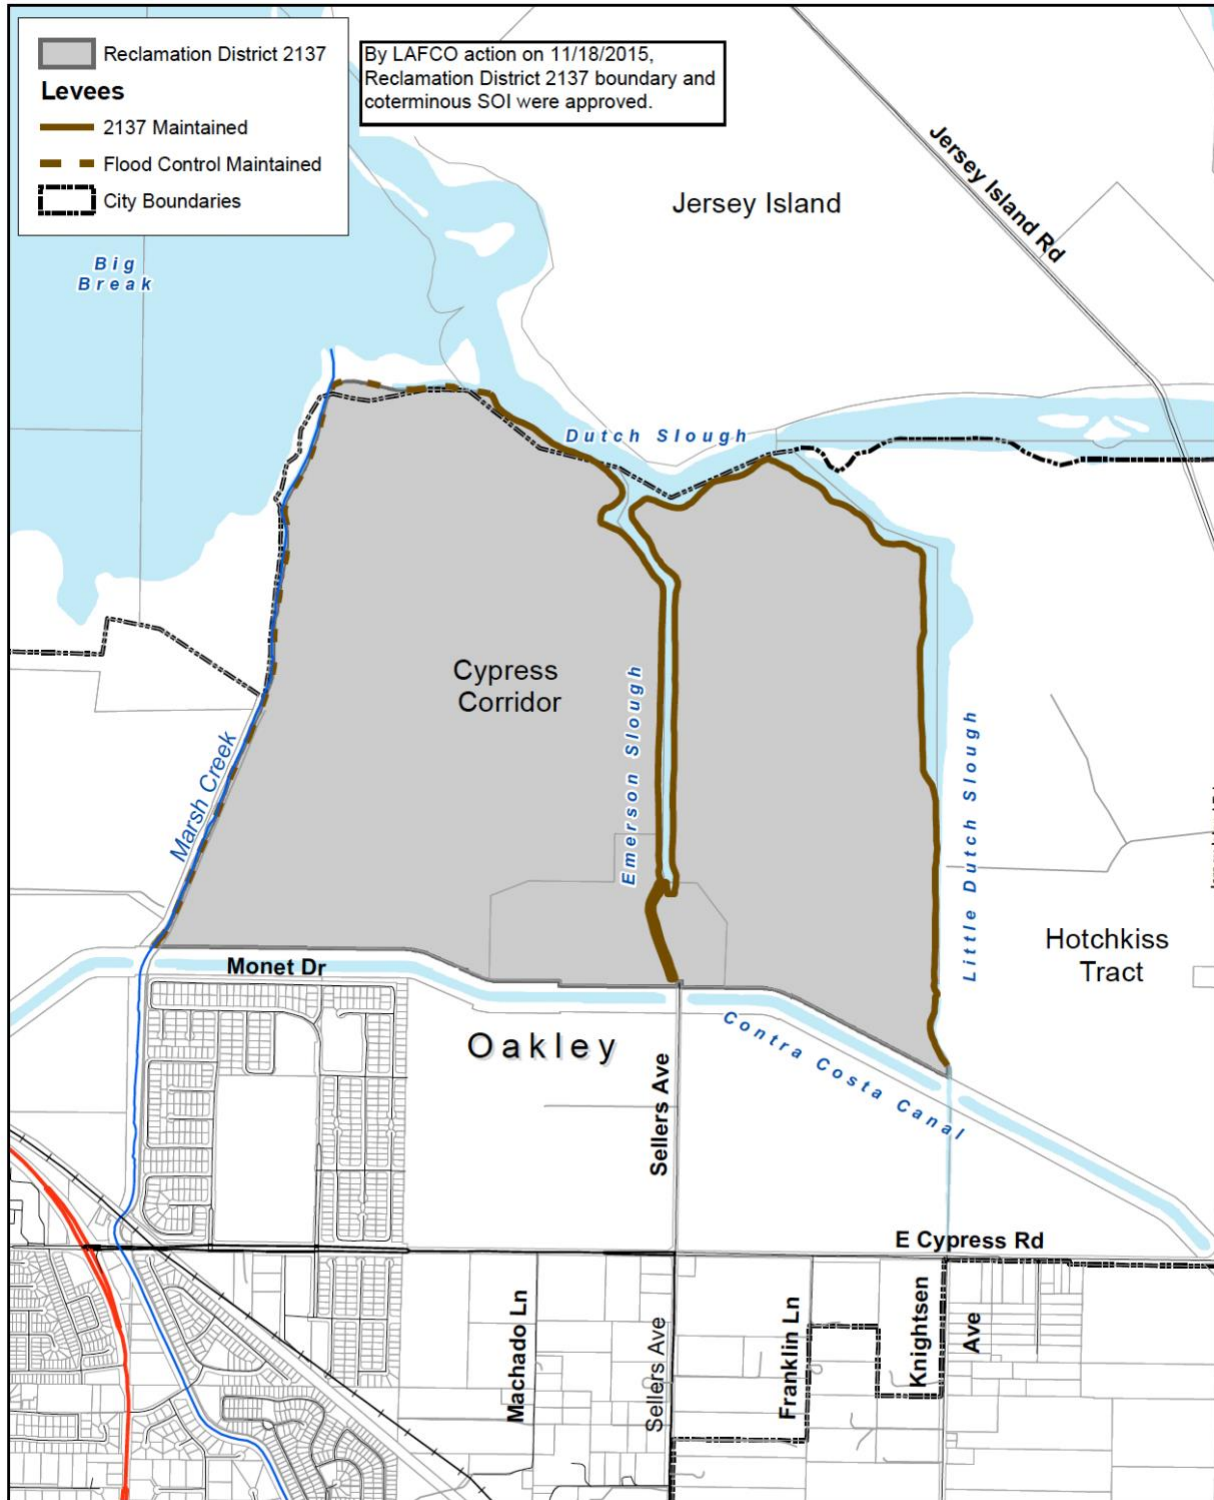 Reclamation District 2137
Levees
2137 Maintained
Flood Control Maintained
City Boundaries
By LAFCO action on 11/18/2015,
Reclamation District 2137 boundary and
coterminous SOI were approved.
Jersey Island
Jersey Island Rd
Big
Break
Dutch Slough
Cypress
Corridor
Emerson Slough
Little Dutch Slough
Marsh Creek
Hotchkiss
Tract
Monet Dr
Oakley
Contra Costa Canal
Sellers Ave
E Cypress Rd
Machado Ln
Sellers Ave
Franklin Ln
Knightsen
Ave